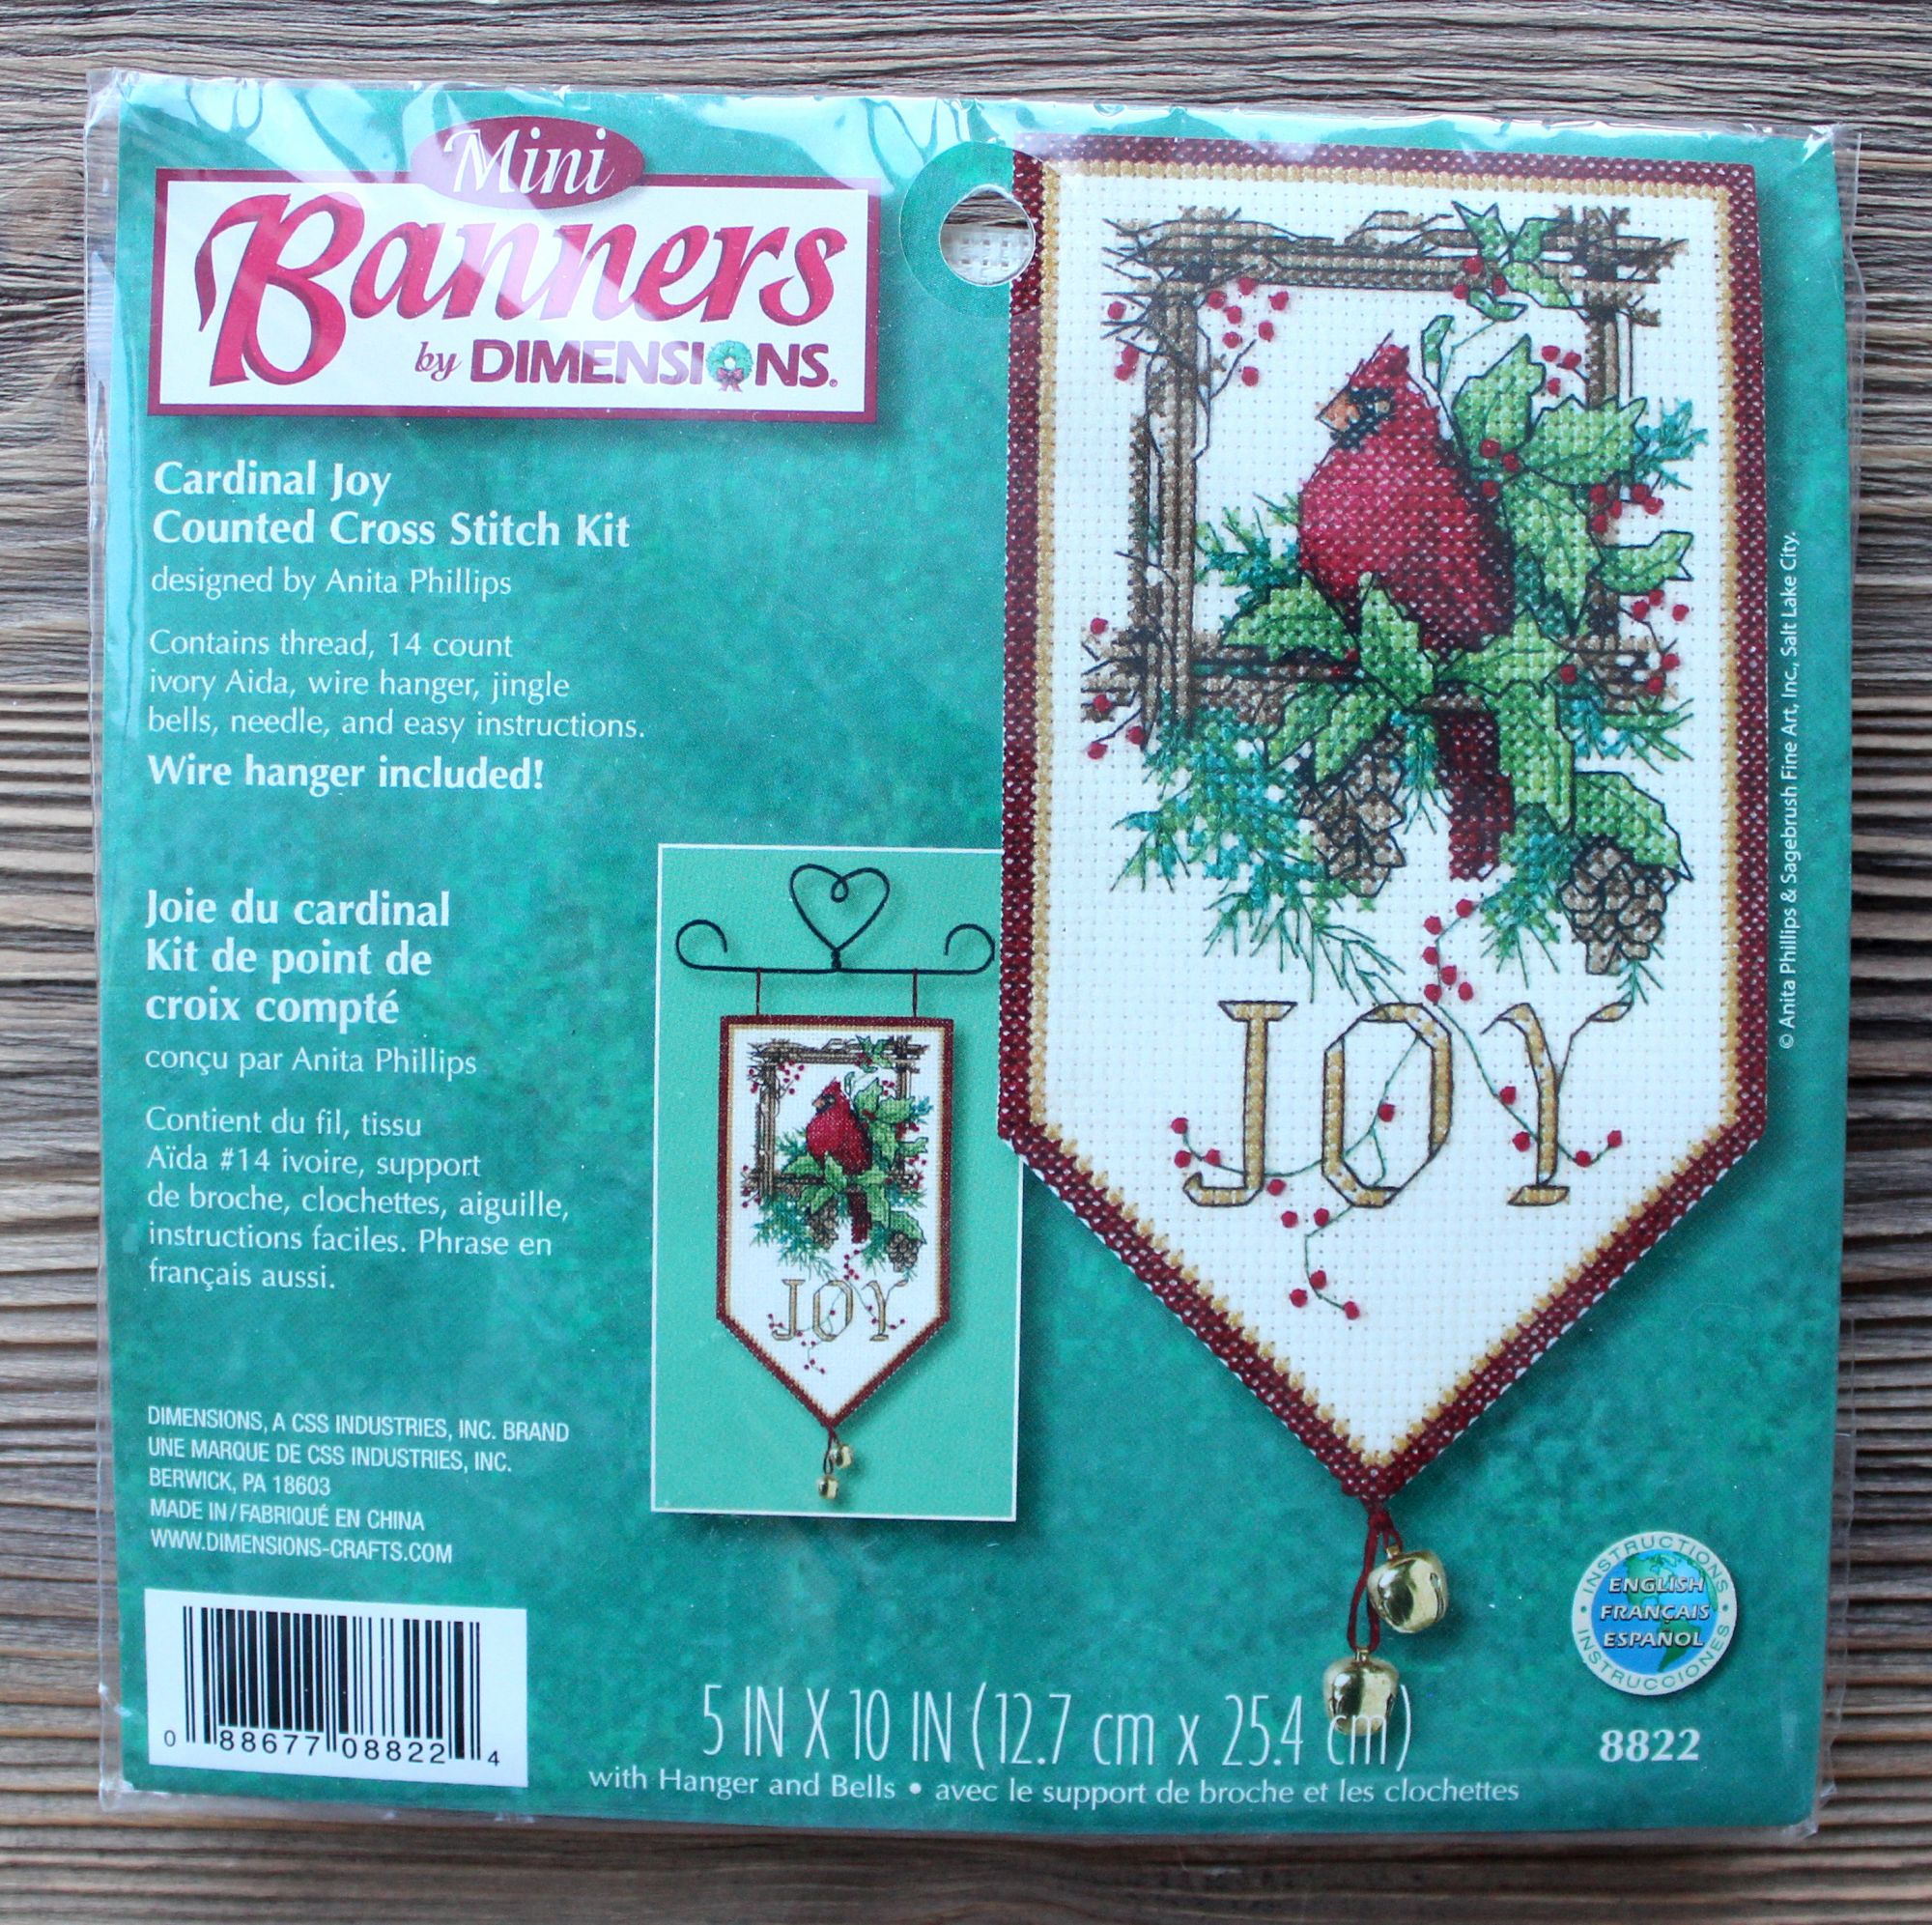 Mini
Banners
by DIMENSIONS.
Cardinal Joy
Counted Cross Stitch Kit
designed by Anita Phillips
Contains thread, 14 count
ivory Aida, wire hanger, jingle
bells, needle, and easy instructions.
Wire hanger included!
Joie du cardinal
Kit de point de
croix compté
conçu par Anita Phillips
Contient du fil, tissu
Aïda #14 ivoire, support
de broche, clochettes, aiguille,
instructions faciles. Phrase en
français aussi.
DIMENSIONS, A CSS INDUSTRIES, INC. BRAND
UNE MARQUE DE CSS INDUSTRIES, INC.
BERWICK, PA 18603
MADE IN/FABRIQUÉ EN CHINA
WWW.DIMENSIONS-CRAFTS.COM
0 88677 08822 4
JOY
JOY
© Anita Phillips & Sagebrush Fine Art, Inc., Salt Lake City.
INSTRUCTIONS
ENGLISH
FRANÇAIS
ESPAÑOL
INSTRUCCIONES
5 IN X 10 IN (12.7 cm x 25.4 cm)
with Hanger and Bells • avec le support de broche et les clochettes
8822